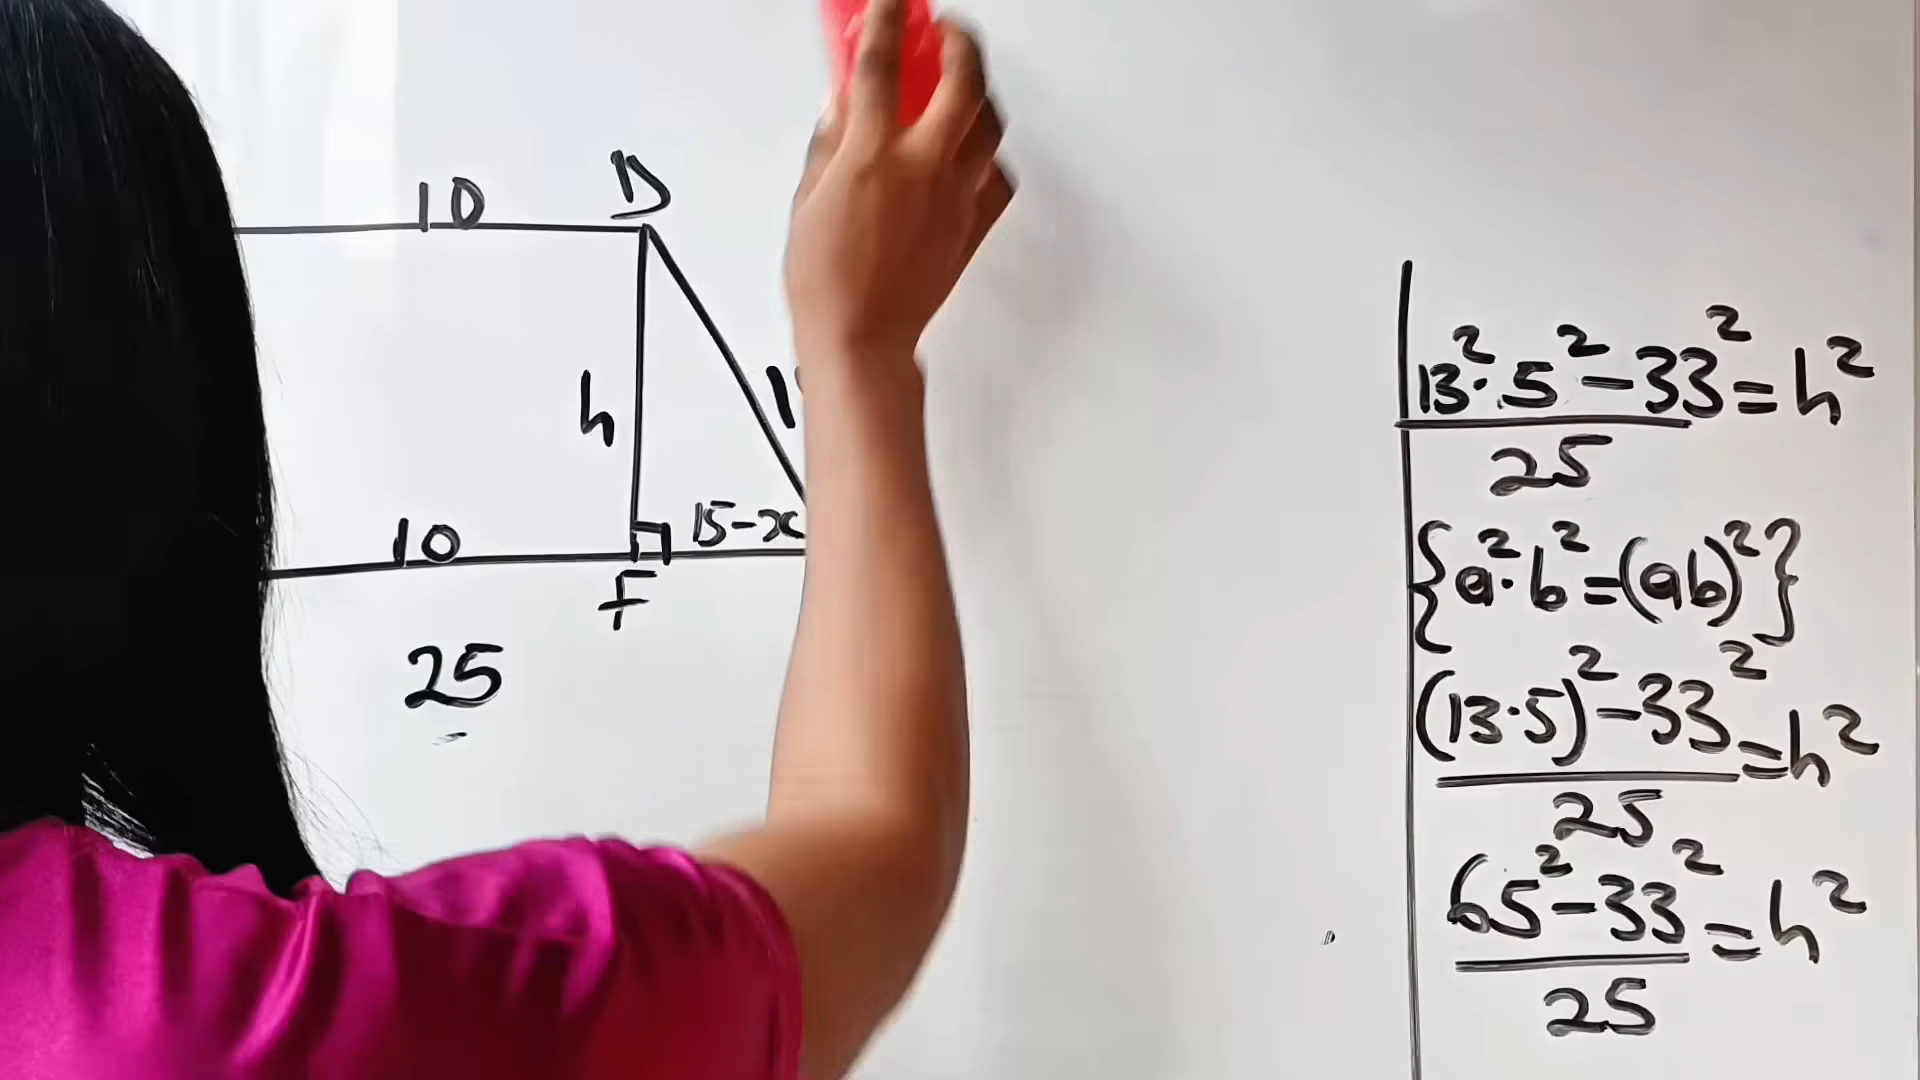 D
10
h
1
15-x
10
F
25
13²·5²-33²/25=h²
{a²·b²=(ab)²}
(13·5)²-33²/25=h²
65²-33²/25=h²